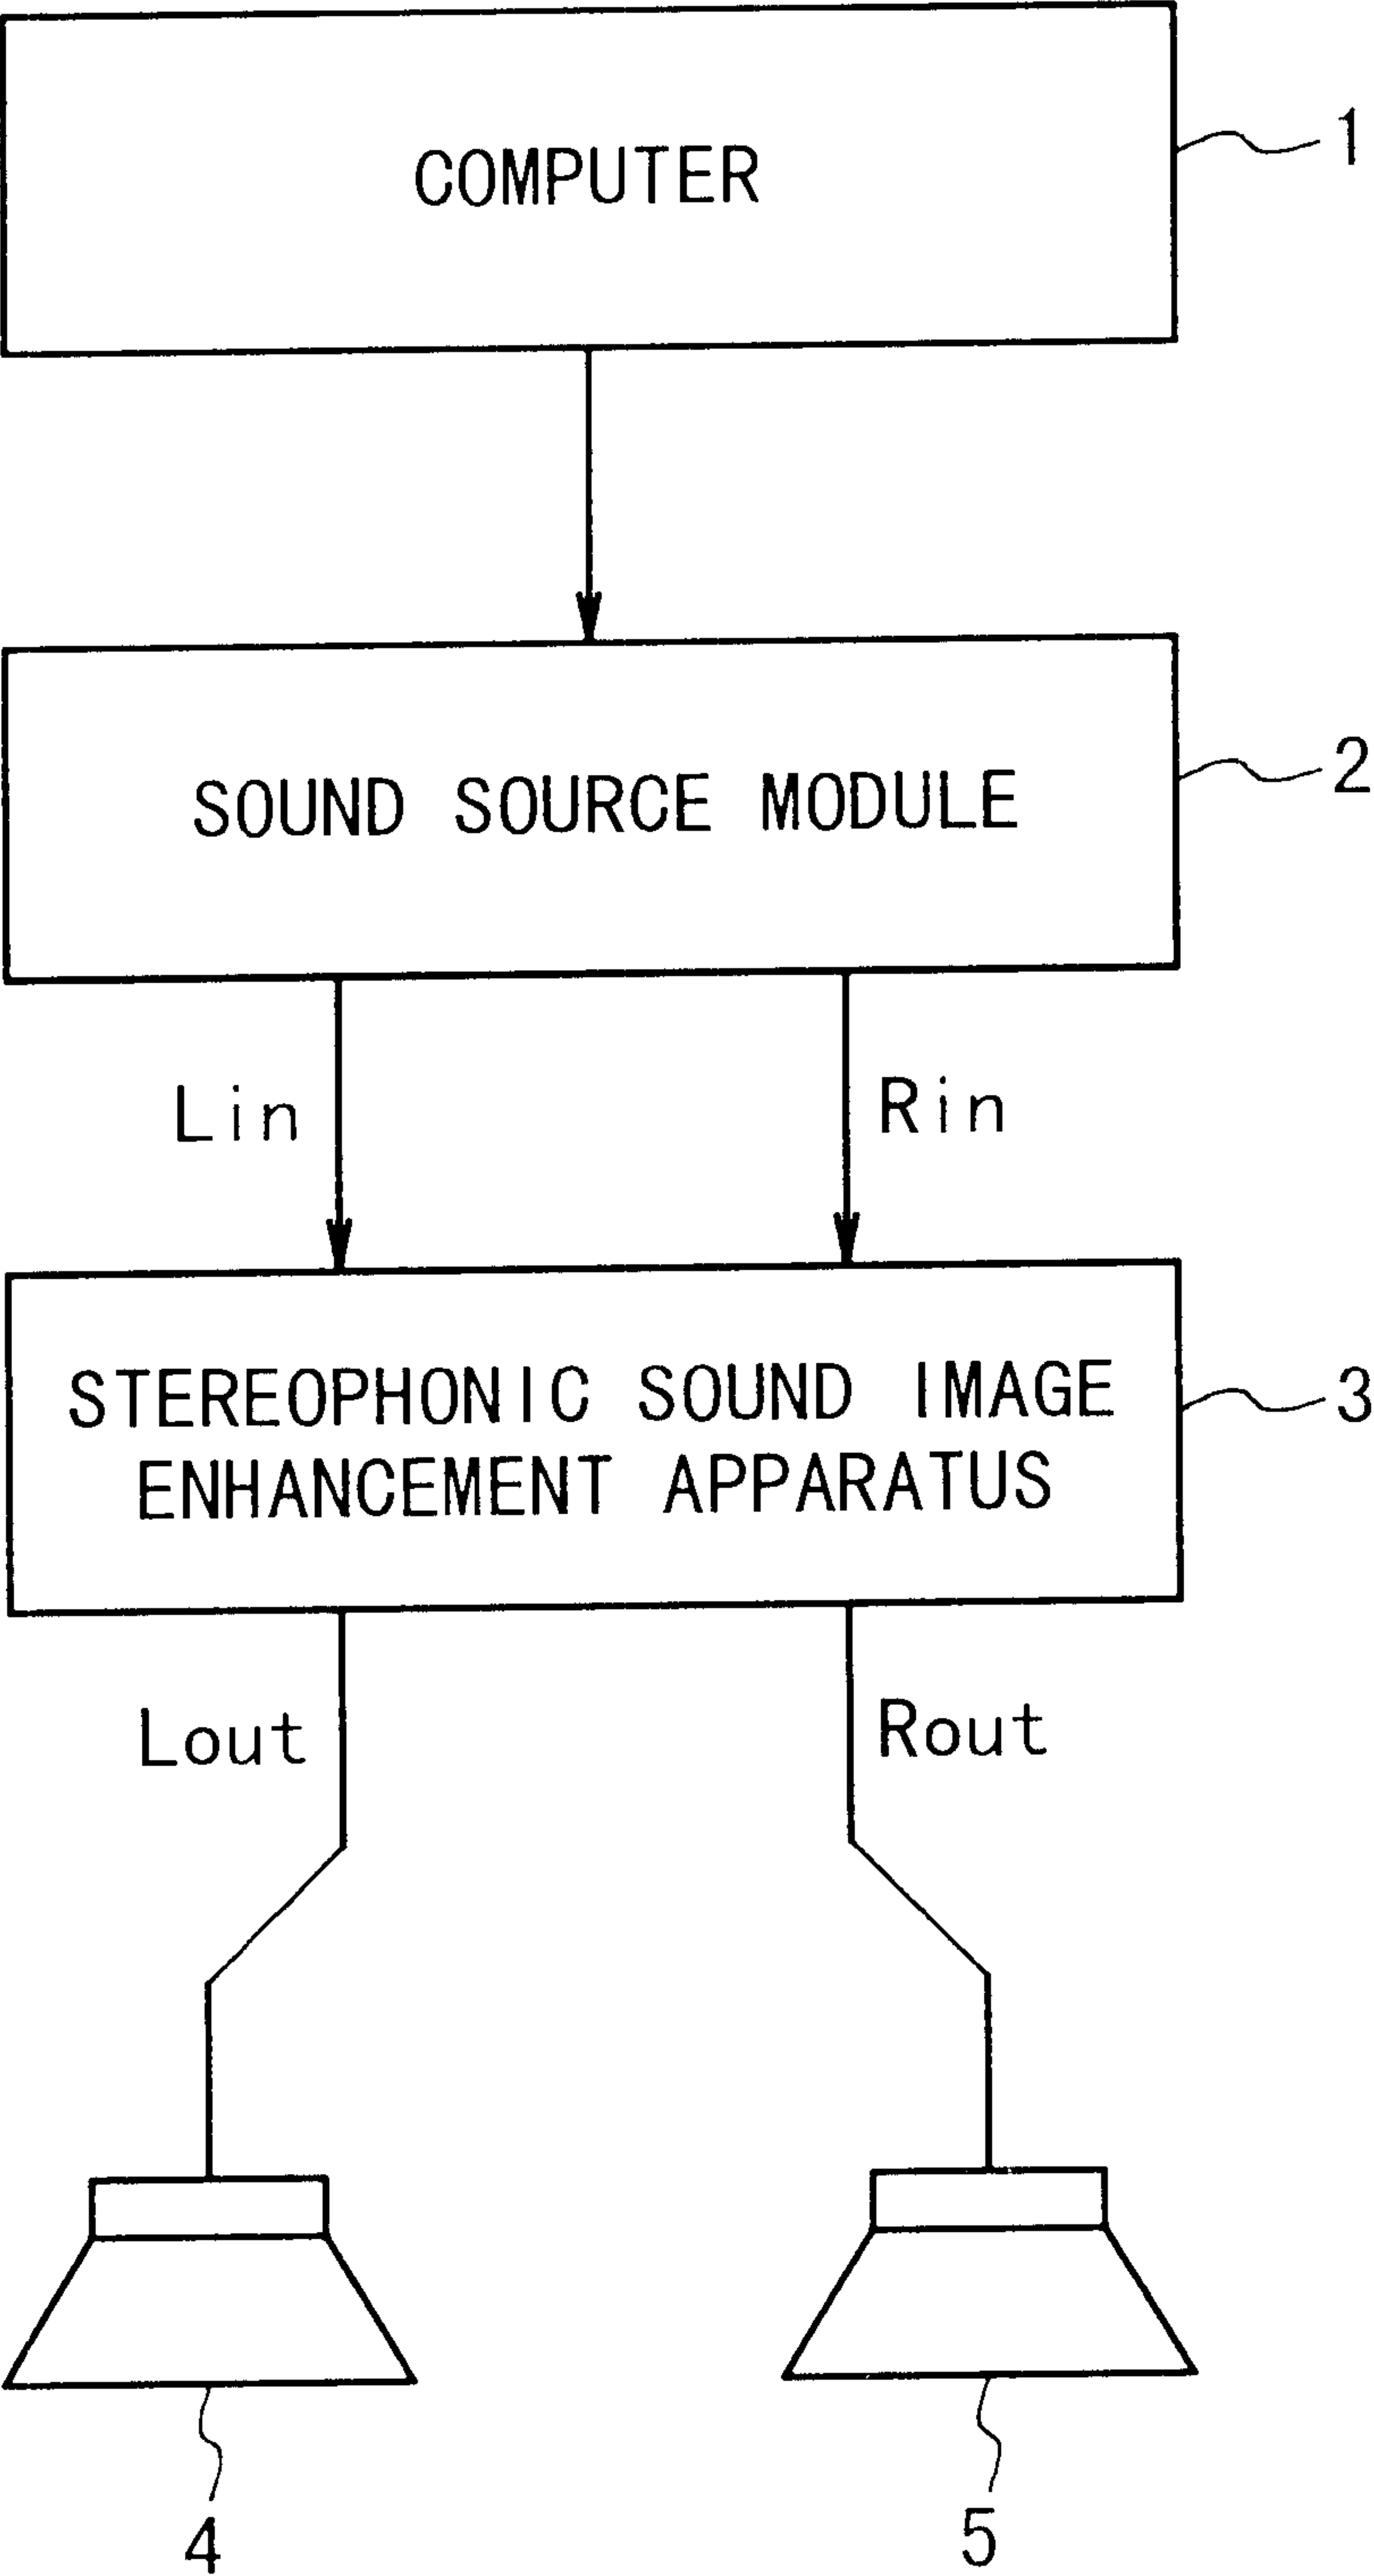 COMPUTER
1
SOUND SOURCE MODULE
2
Lin
Rin
STEREOPHONIC SOUND IMAGE
ENHANCEMENT APPARATUS
3
Lout
Rout
4
5